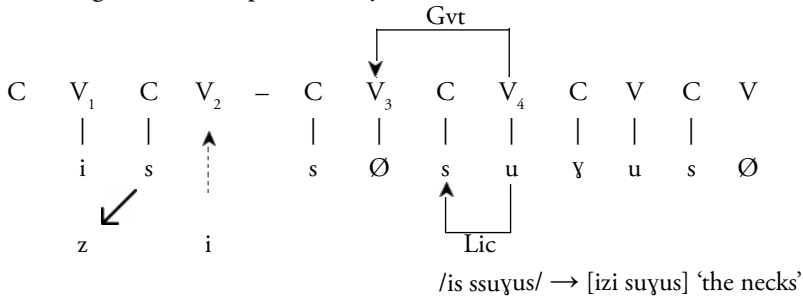 Gvt
C V₁ C V₂ – C V₃ C V₄ C V C V
i s s Ø s u ɣ u s Ø
z i Lic
/is ssuɣus/ → [izi suɣus] ‘the necks’